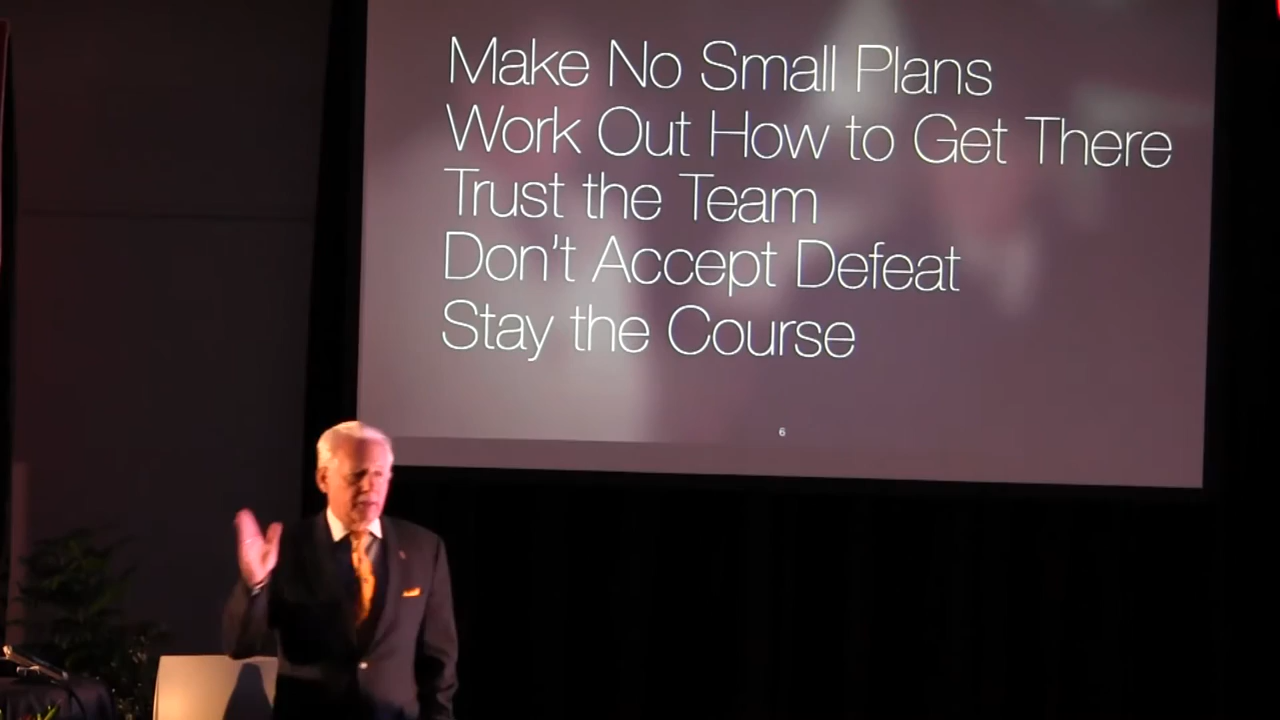 Make No Small Plans
Work Out How to Get There
Trust the Team
Don't Accept Defeat
Stay the Course
6